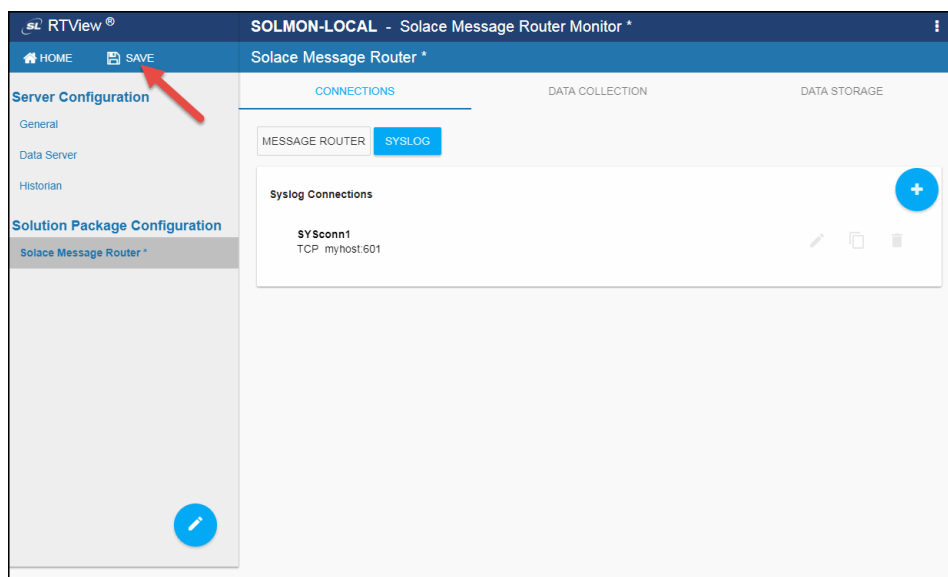 SL RTView ®
SOLMON-LOCAL - Solace Message Router Monitor *
HOME SAVE
Solace Message Router *
Server Configuration
General
Data Server
Historian
Solution Package Configuration
Solace Message Router *
CONNECTIONS DATA COLLECTION DATA STORAGE
MESSAGE ROUTER SYSLOG
Syslog Connections
SYSconn1
TCP myhost:601